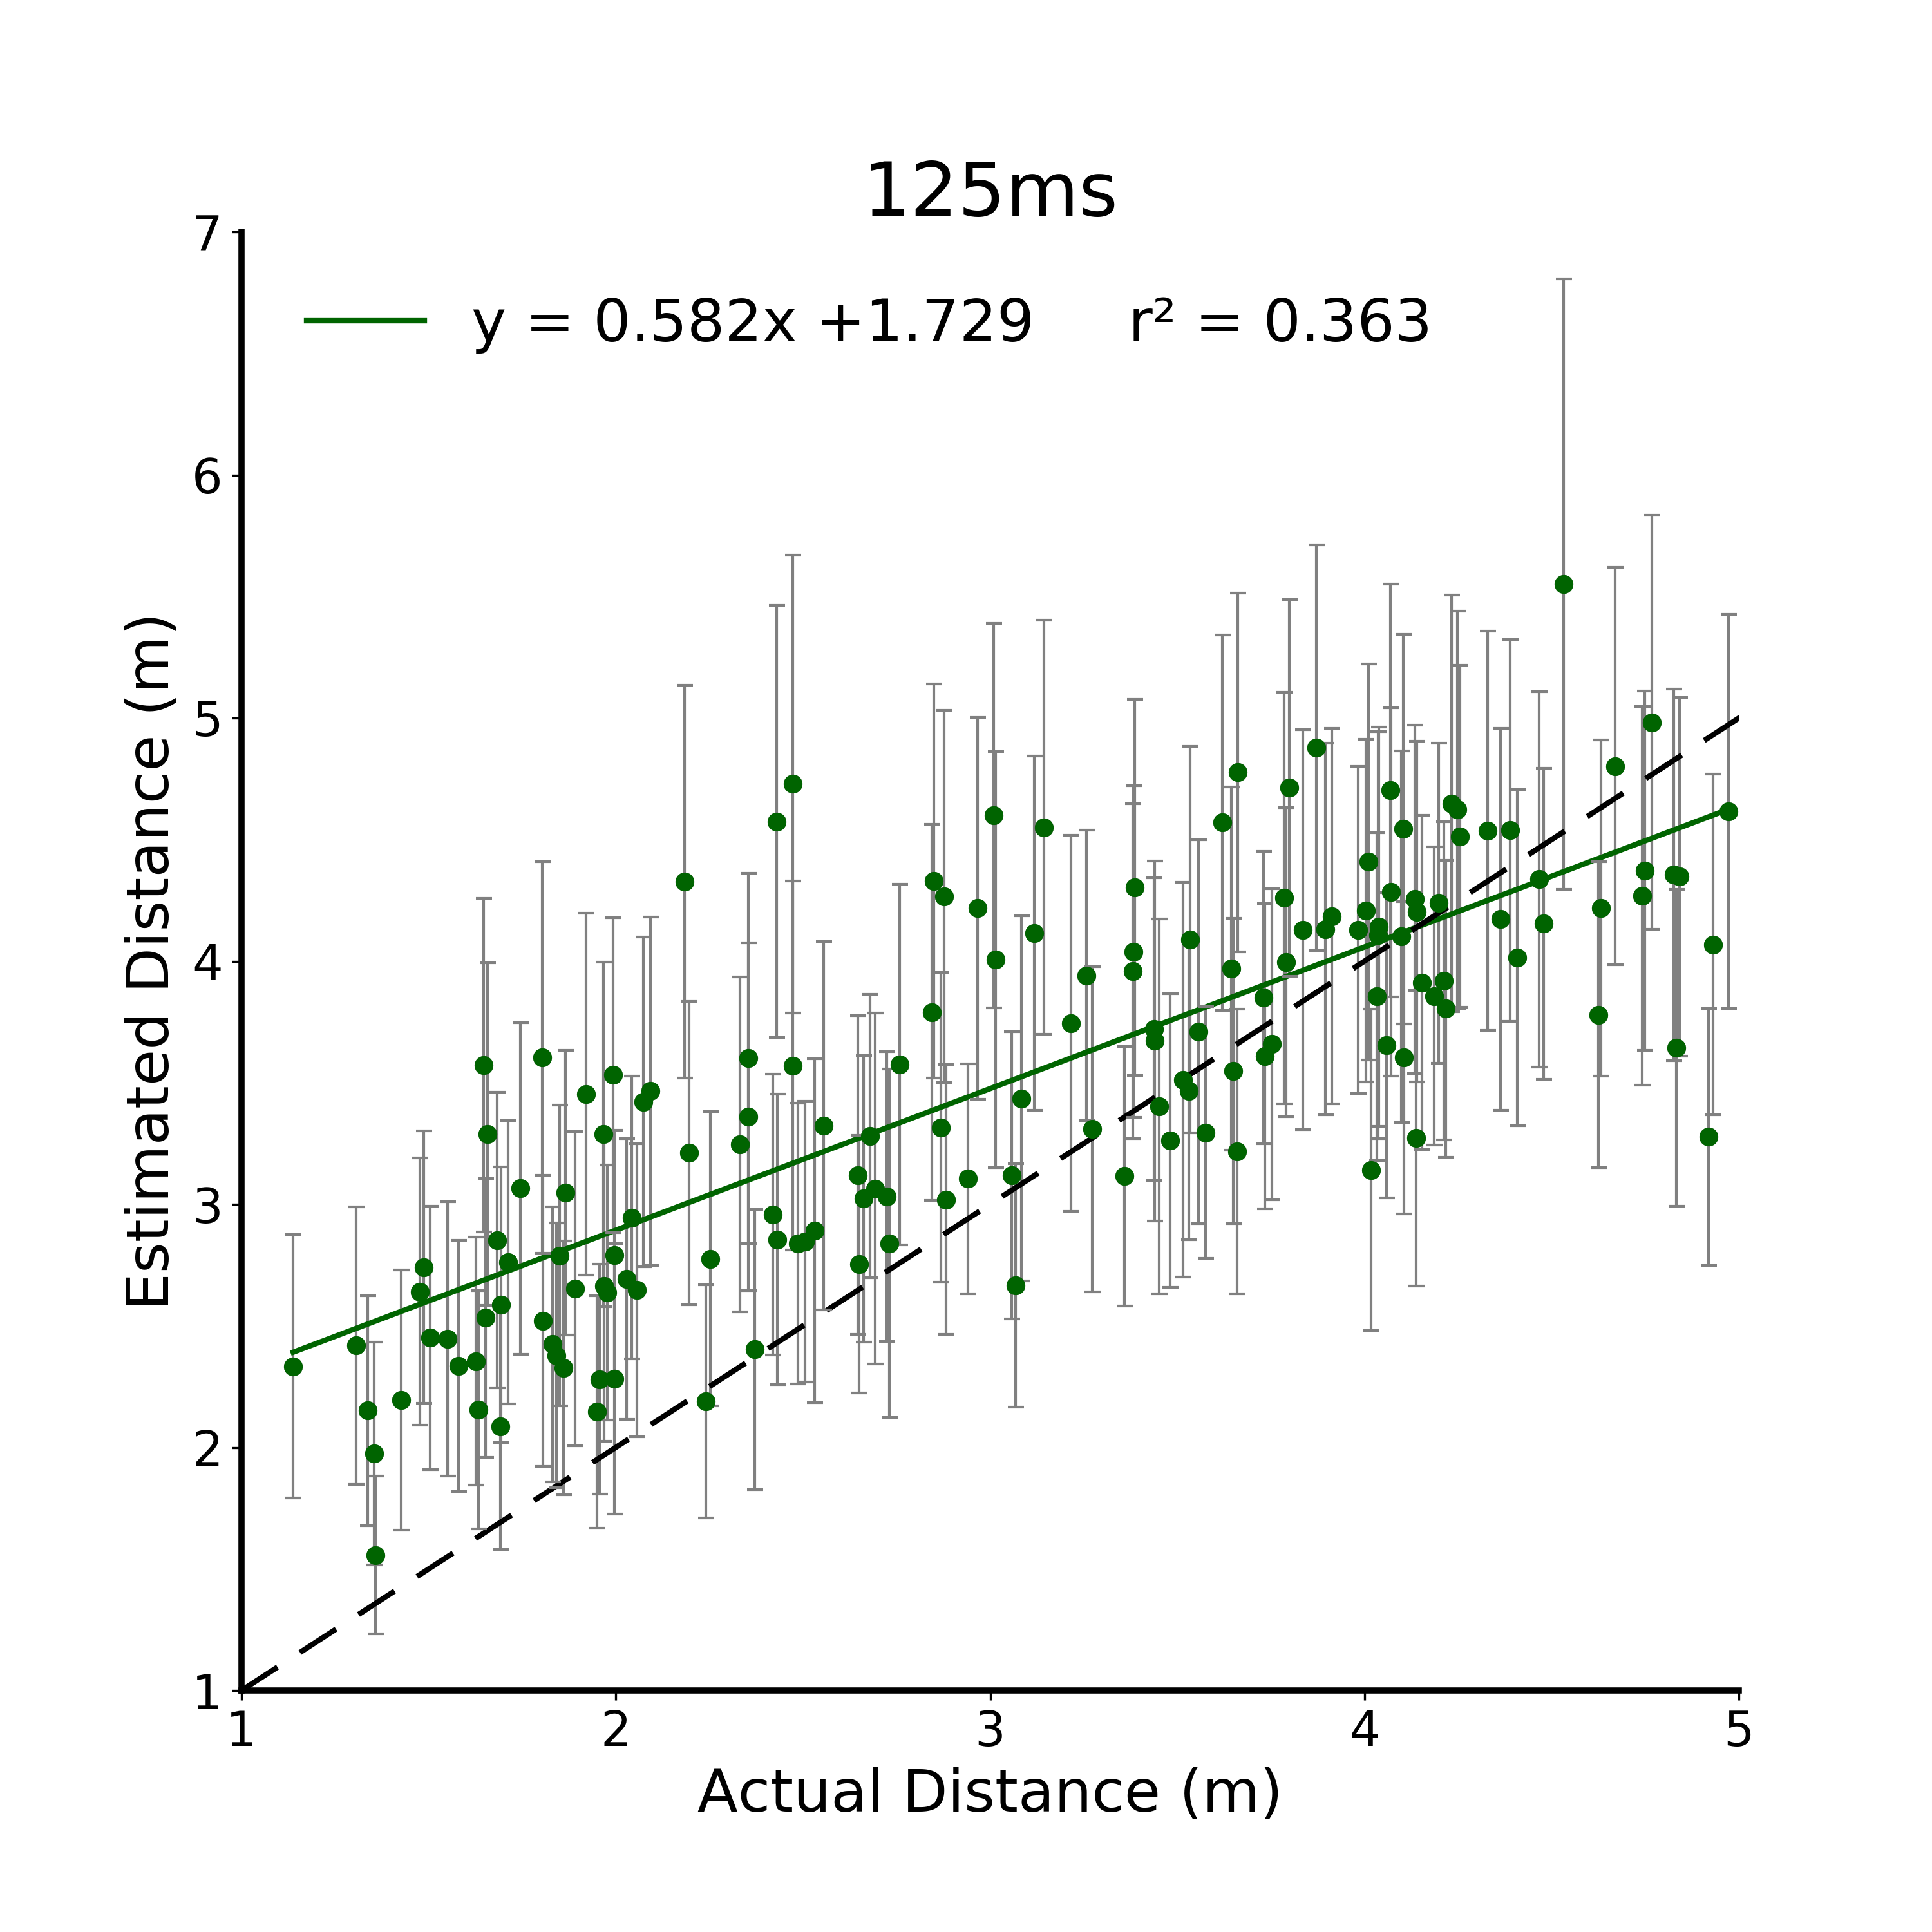 125ms
7
y = 0.582x +1.729 r² = 0.363
6
5
4
3
2
1
Estimated Distance (m)
1 2 3 4 5
Actual Distance (m)